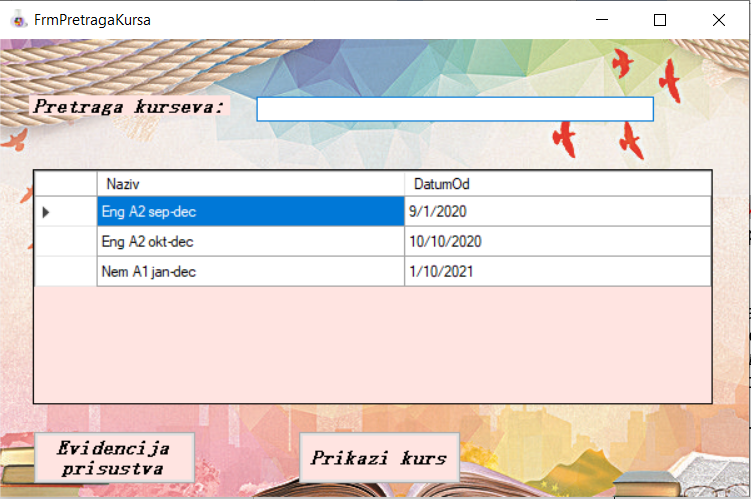 FrmPretragaKursa
Pretraga kurseva:
Naziv DatumOd
Eng A2 sep-dec 9/1/2020
Eng A2 okt-dec 10/10/2020
Nem A1 jan-dec 1/10/2021
Evidencija
prisustva
Prikazi kurs